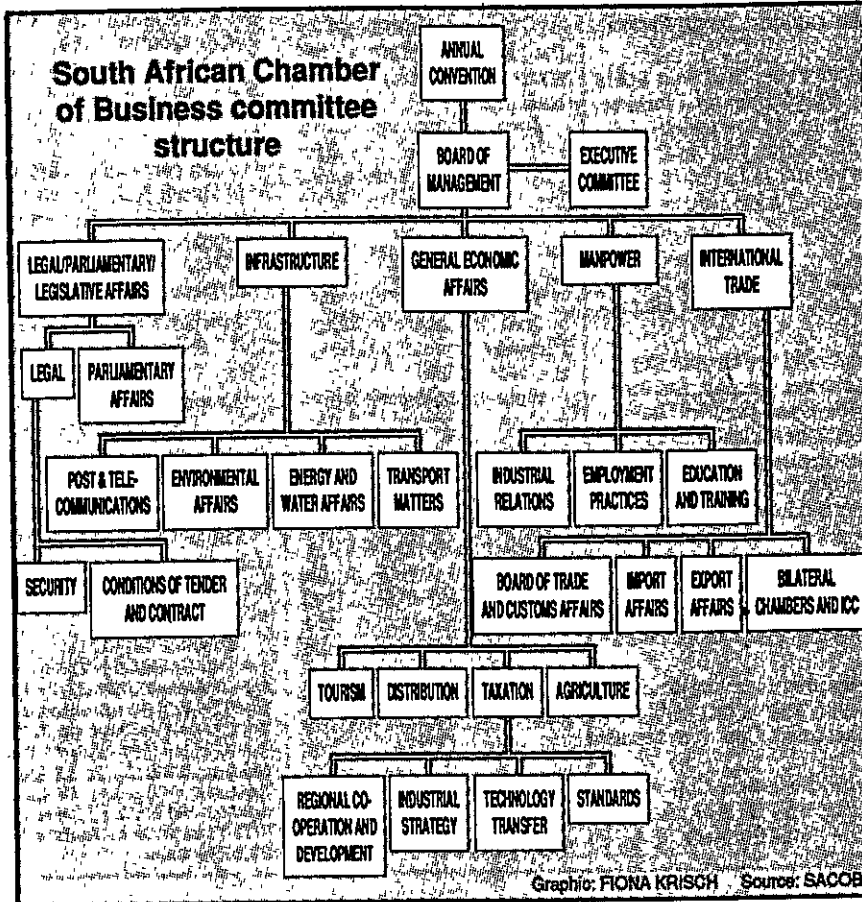 South African Chamber
of Business committee
structure
ANNUAL
CONVENTION
BOARD OF
MANAGEMENT
EXECUTIVE
COMMITTEE
LEGAL/PARLIAMENTARY/
LEGISLATIVE AFFAIRS
INFRASTRUCTURE
GENERAL ECONOMIC
AFFAIRS
MANPOWER
INTERNATIONAL
TRADE
LEGAL
PARLIAMENTARY
AFFAIRS
POST & TELE-
COMMUNICATIONS
ENVIRONMENTAL
AFFAIRS
ENERGY AND
WATER AFFAIRS
TRANSPORT
MATTERS
INDUSTRIAL
RELATIONS
EMPLOYMENT
PRACTICES
EDUCATION
AND TRAINING
SECURITY
CONDITIONS OF TENDER
AND CONTRACT
BOARD OF TRADE
AND CUSTOMS AFFAIRS
IMPORT
AFFAIRS
EXPORT
AFFAIRS
BILATERAL
CHAMBERS AND ICC
TOURISM
DISTRIBUTION
TAXATION
AGRICULTURE
REGIONAL CO-
OPERATION AND
DEVELOPMENT
INDUSTRIAL
STRATEGY
TECHNOLOGY
TRANSFER
STANDARDS
Graphic: FIONA KRISCH Source: SACOB